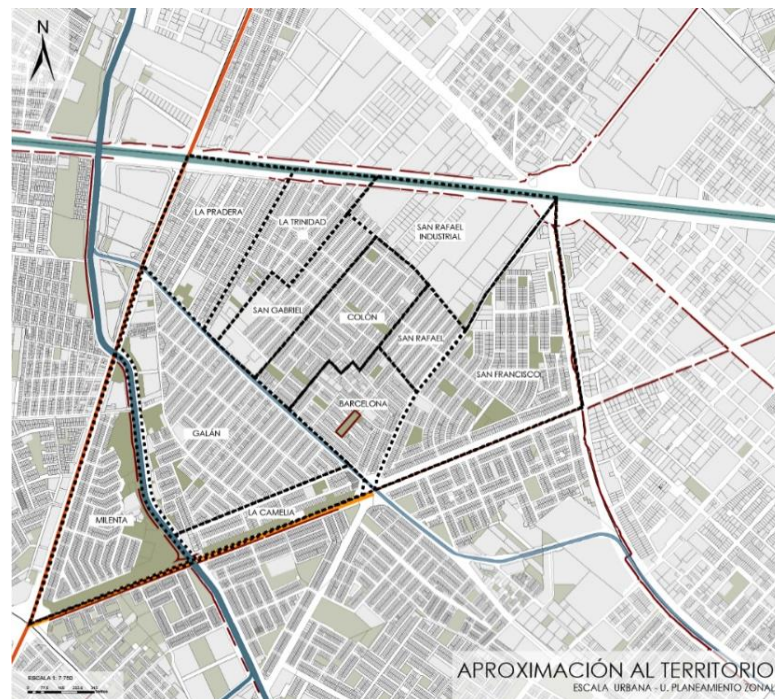 N
LA PRADERA
LA TRINIDAD
SAN RAFAEL
INDUSTRIAL
SAN GABRIEL
COLÓN
SAN RAFAEL
SAN FRANCISCO
BARCELONA
GALÁN
LA CAMELIA
MILENTA
ESCALA 1: 7 750
APROXIMACIÓN AL TERRITORIO
ESCALA URBANA - U. PLANEAMIENTO ZONAL